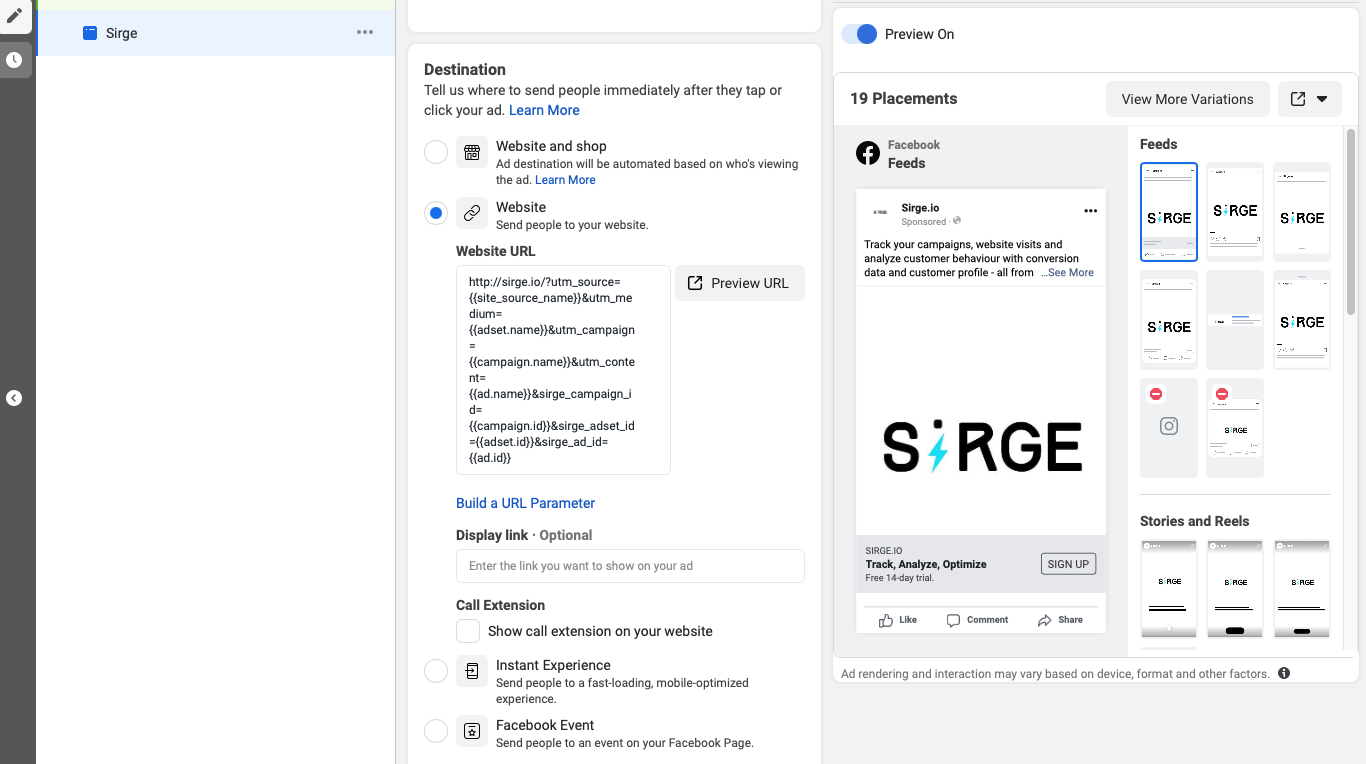 Sirge
Destination
Tell us where to send people immediately after they tap or
click your ad. Learn More
Website and shop
Ad destination will be automated based on who's viewing
the ad. Learn More
Website
Send people to your website.
Website URL
http://sirge.io/?utm_source=
{{site_source_name}}&utm_me
dium=
{{adset.name}}&utm_campaign
=
{{campaign.name}}&utm_conte
nt=
{{ad.name}}&sirge_campaign_i
d=
{{campaign.id}}&sirge_adset_id
={{adset.id}}&sirge_ad_id=
{{ad.id}}
Preview URL
Build a URL Parameter
Display link · Optional
Enter the link you want to show on your ad
Call Extension
Show call extension on your website
Instant Experience
Send people to a fast-loading, mobile-optimized
experience.
Facebook Event
Send people to an event on your Facebook Page.
Preview On
19 Placements
View More Variations
Facebook
Feeds
Sirge.io
Sponsored ·
Track your campaigns, website visits and
analyze customer behaviour with conversion
data and customer profile - all from ...See More
SiRGE
SIRGE.IO
Track, Analyze, Optimize
Free 14-day trial.
SIGN UP
Like
Comment
Share
Feeds
SiRGE
SiRGE
SiRGE
SiRGE
SiRGE
SiRGE
Stories and Reels
SiRGE
SiRGE
SiRGE
Ad rendering and interaction may vary based on device, format and other factors.